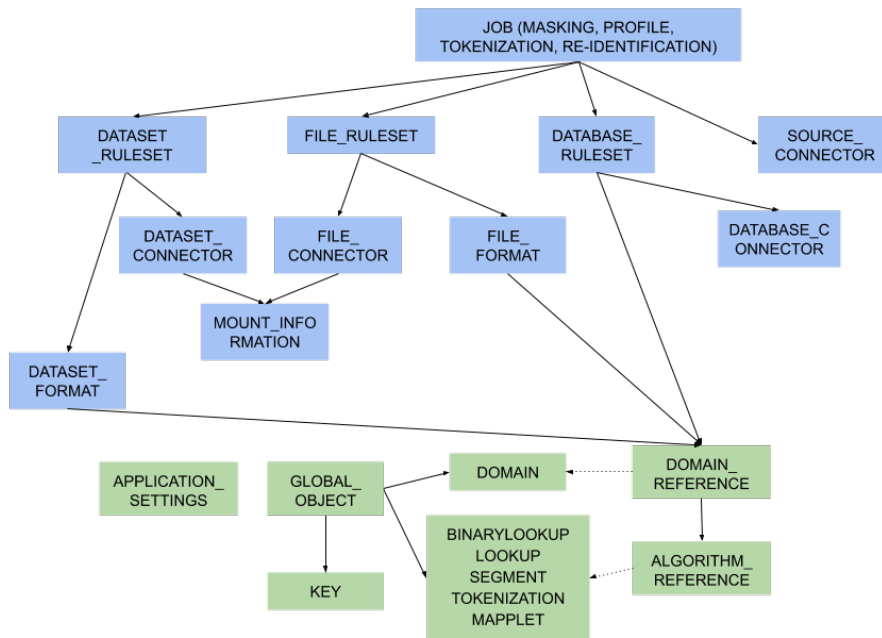 JOB (MASKING, PROFILE,
TOKENIZATION, RE-IDENTIFICATION)
DATASET
_RULESET
FILE_RULESET
DATABASE_
RULESET
SOURCE_
CONNECTOR
DATASET_
CONNECTOR
FILE_
CONNECTOR
FILE_
FORMAT
DATABASE_C
ONNECTOR
MOUNT_INFO
RMATION
DATASET_
FORMAT
APPLICATION_
SETTINGS
GLOBAL_
OBJECT
DOMAIN
DOMAIN_
REFERENCE
KEY
BINARYLOOKUP
LOOKUP
SEGMENT
TOKENIZATION
MAPPLET
ALGORITHM_
REFERENCE